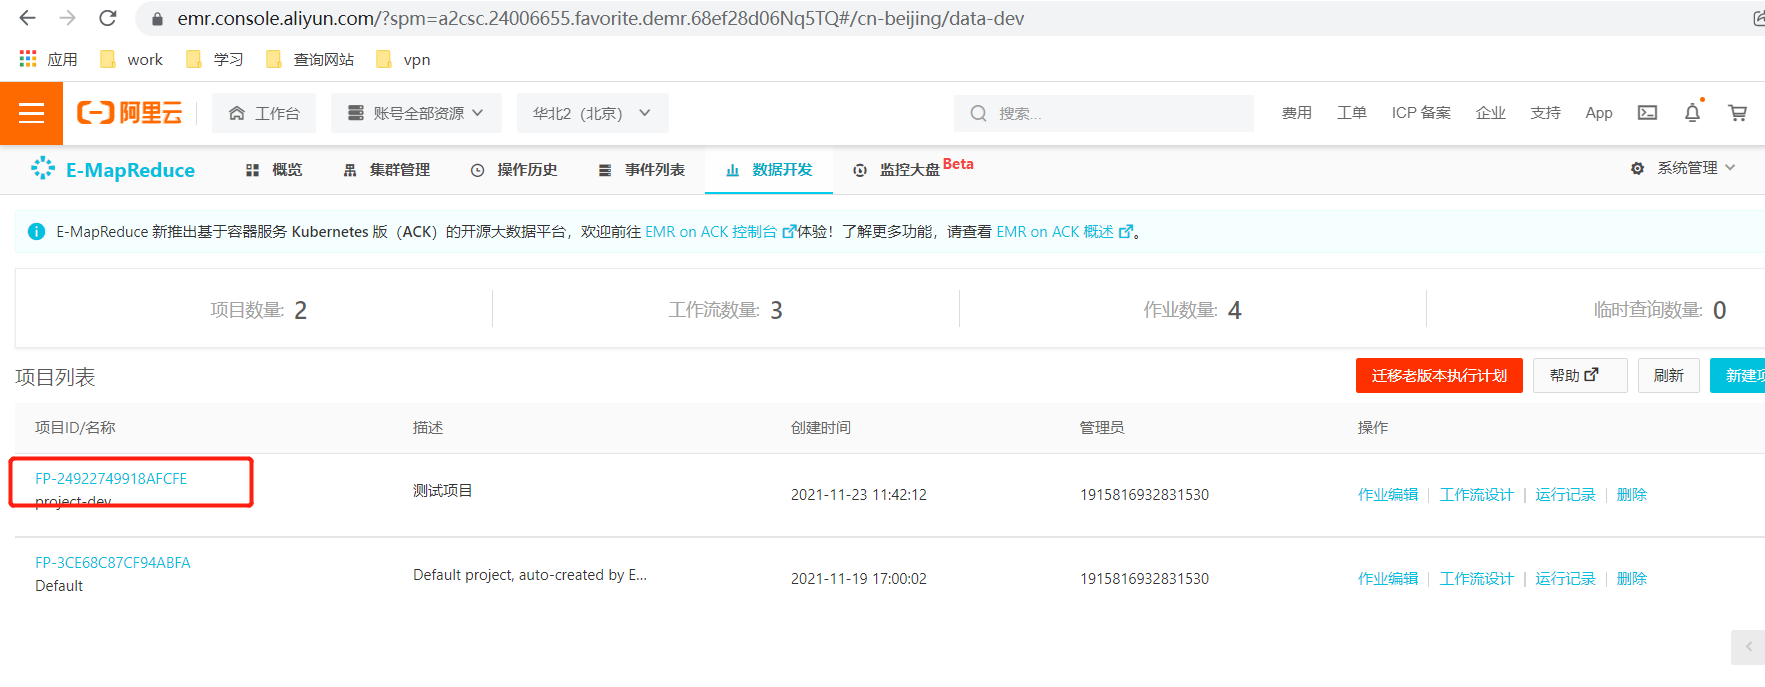 emr.console.aliyun.com/?spm=a2csc.24006655.favorite.demr.68ef28d06Nq5TQ#/cn-beijing/data-dev
应用 work 学习 查询网站 vpn
阿里云 工作台 账号全部资源 华北2（北京） 搜索... 费用 工单 ICP 备案 企业 支持 App
E-MapReduce 概览 集群管理 操作历史 事件列表 数据开发 监控大盘 Beta 系统管理
E-MapReduce 新推出基于容器服务 Kubernetes 版（ACK）的开源大数据平台，欢迎前往 EMR on ACK 控制台 体验！了解更多功能，请查看 EMR on ACK 概述 。
项目数量: 2 工作流数量: 3 作业数量: 4 临时查询数量: 0
项目列表 迁移老版本执行计划 帮助 刷新 新建项
项目ID/名称 描述 创建时间 管理员 操作
FP-24922749918AFCFE
project-dev 测试项目 2021-11-23 11:42:12 1915816932831530 作业编辑 | 工作流设计 | 运行记录 | 删除
FP-3CE68C87CF94ABFA
Default Default project, auto-created by E... 2021-11-19 17:00:02 1915816932831530 作业编辑 | 工作流设计 | 运行记录 | 删除